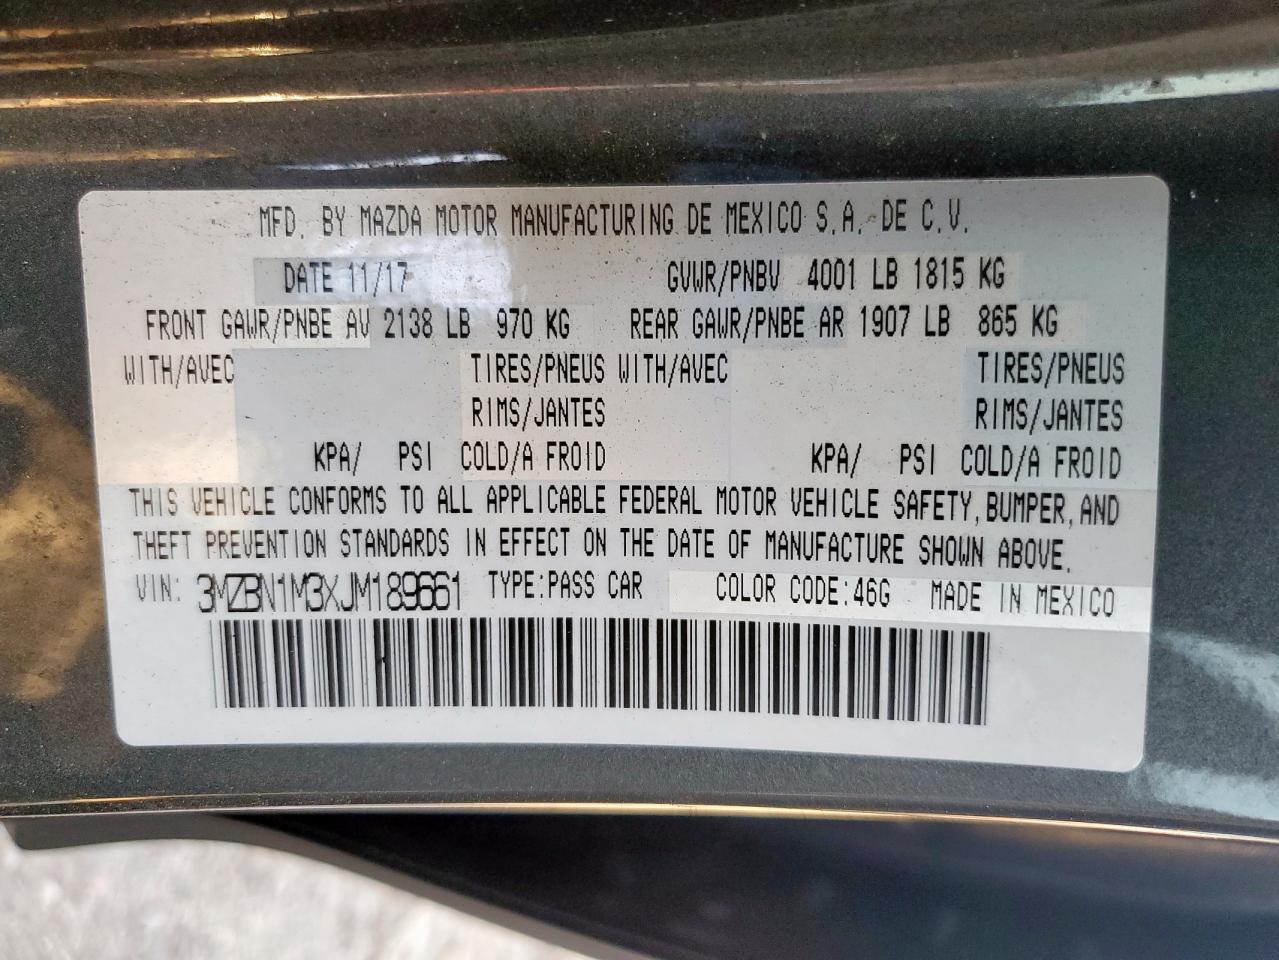 MFD. BY MAZDA MOTOR MANUFACTURING DE MEXICO S.A. DE C.V.
DATE 11/17 GVWR/PNBV 4001 LB 1815 KG
FRONT GAWR/PNBE AV 2138 LB 970 KG REAR GAWR/PNBE AR 1907 LB 865 KG
WITH/AVEC TIRES/PNEUS WITH/AVEC TIRES/PNEUS
RIMS/JANTES RIMS/JANTES
KPA/ PSI COLD/A FROID KPA/ PSI COLD/A FROID
THIS VEHICLE CONFORMS TO ALL APPLICABLE FEDERAL MOTOR VEHICLE SAFETY, BUMPER, AND
THEFT PREVENTION STANDARDS IN EFFECT ON THE DATE OF MANUFACTURE SHOWN ABOVE.
VIN: 3MZBN1M3XJM189661 TYPE:PASS CAR COLOR CODE:46G MADE IN MEXICO